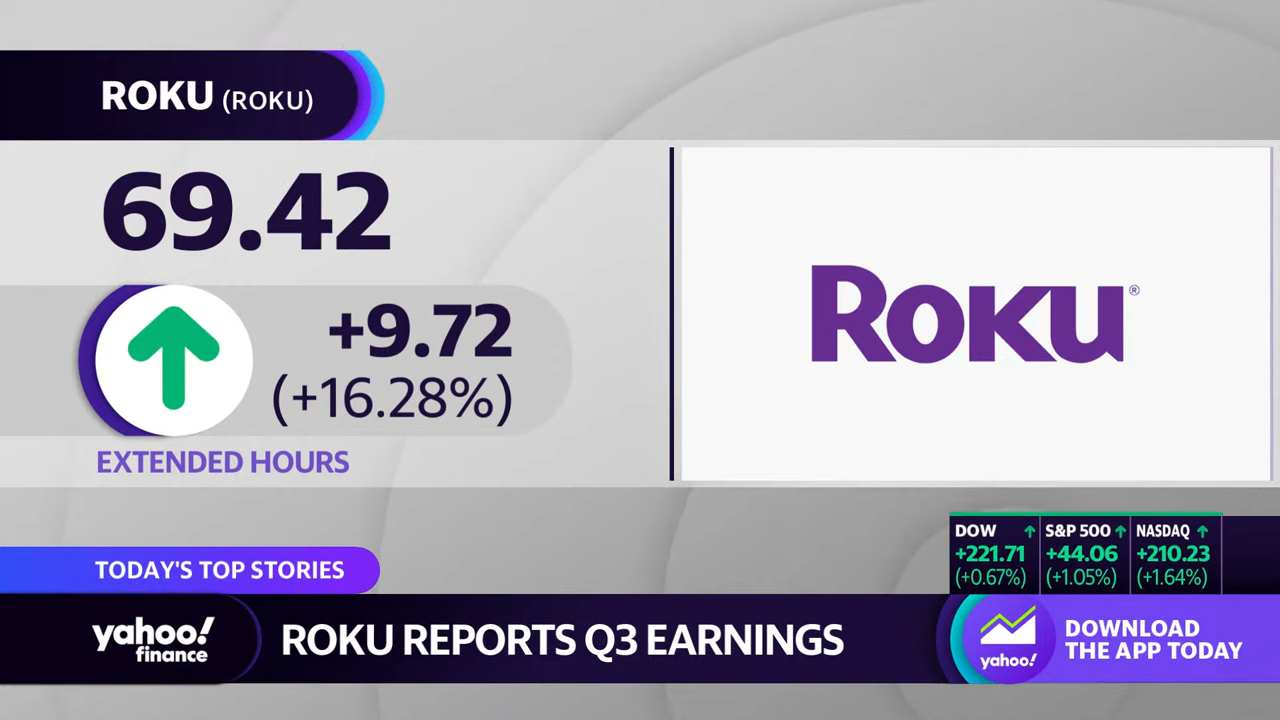 ROKU (ROKU)
69.42
+9.72
(+16.28%)
EXTENDED HOURS
ROKU®
TODAY'S TOP STORIES
DOW
+221.71
(+0.67%)
S&P 500
+44.06
(+1.05%)
NASDAQ
+210.23
(+1.64%)
yahoo!
finance
ROKU REPORTS Q3 EARNINGS
yahoo!
DOWNLOAD
THE APP TODAY